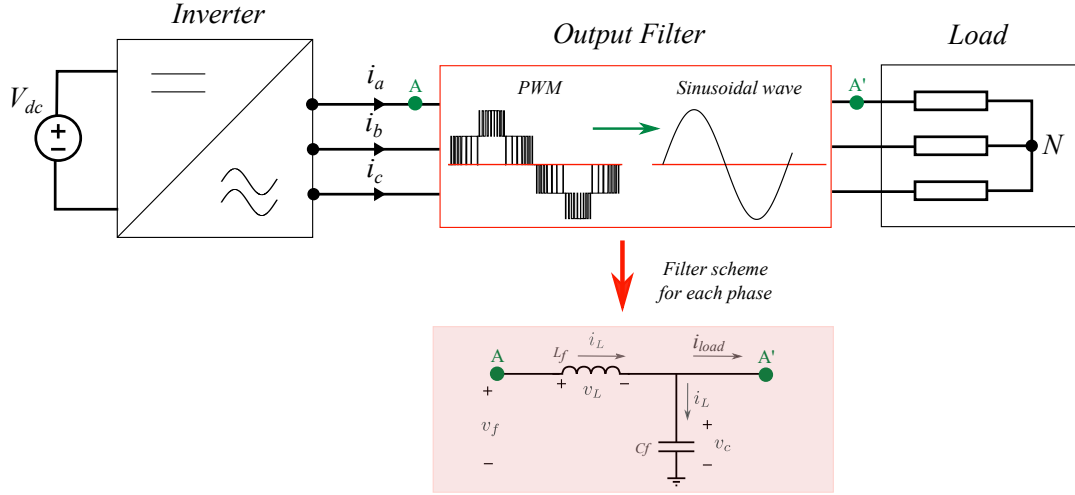 Inverter
Output Filter
Load
V_dc
i_a
A
i_b
i_c
PWM
Sinusoidal wave
A'
N
Filter scheme
for each phase
A
L_f
i_L
i_load
A'
+
v_L
−
+
v_f
−
i_L
C_f
+
v_c
−